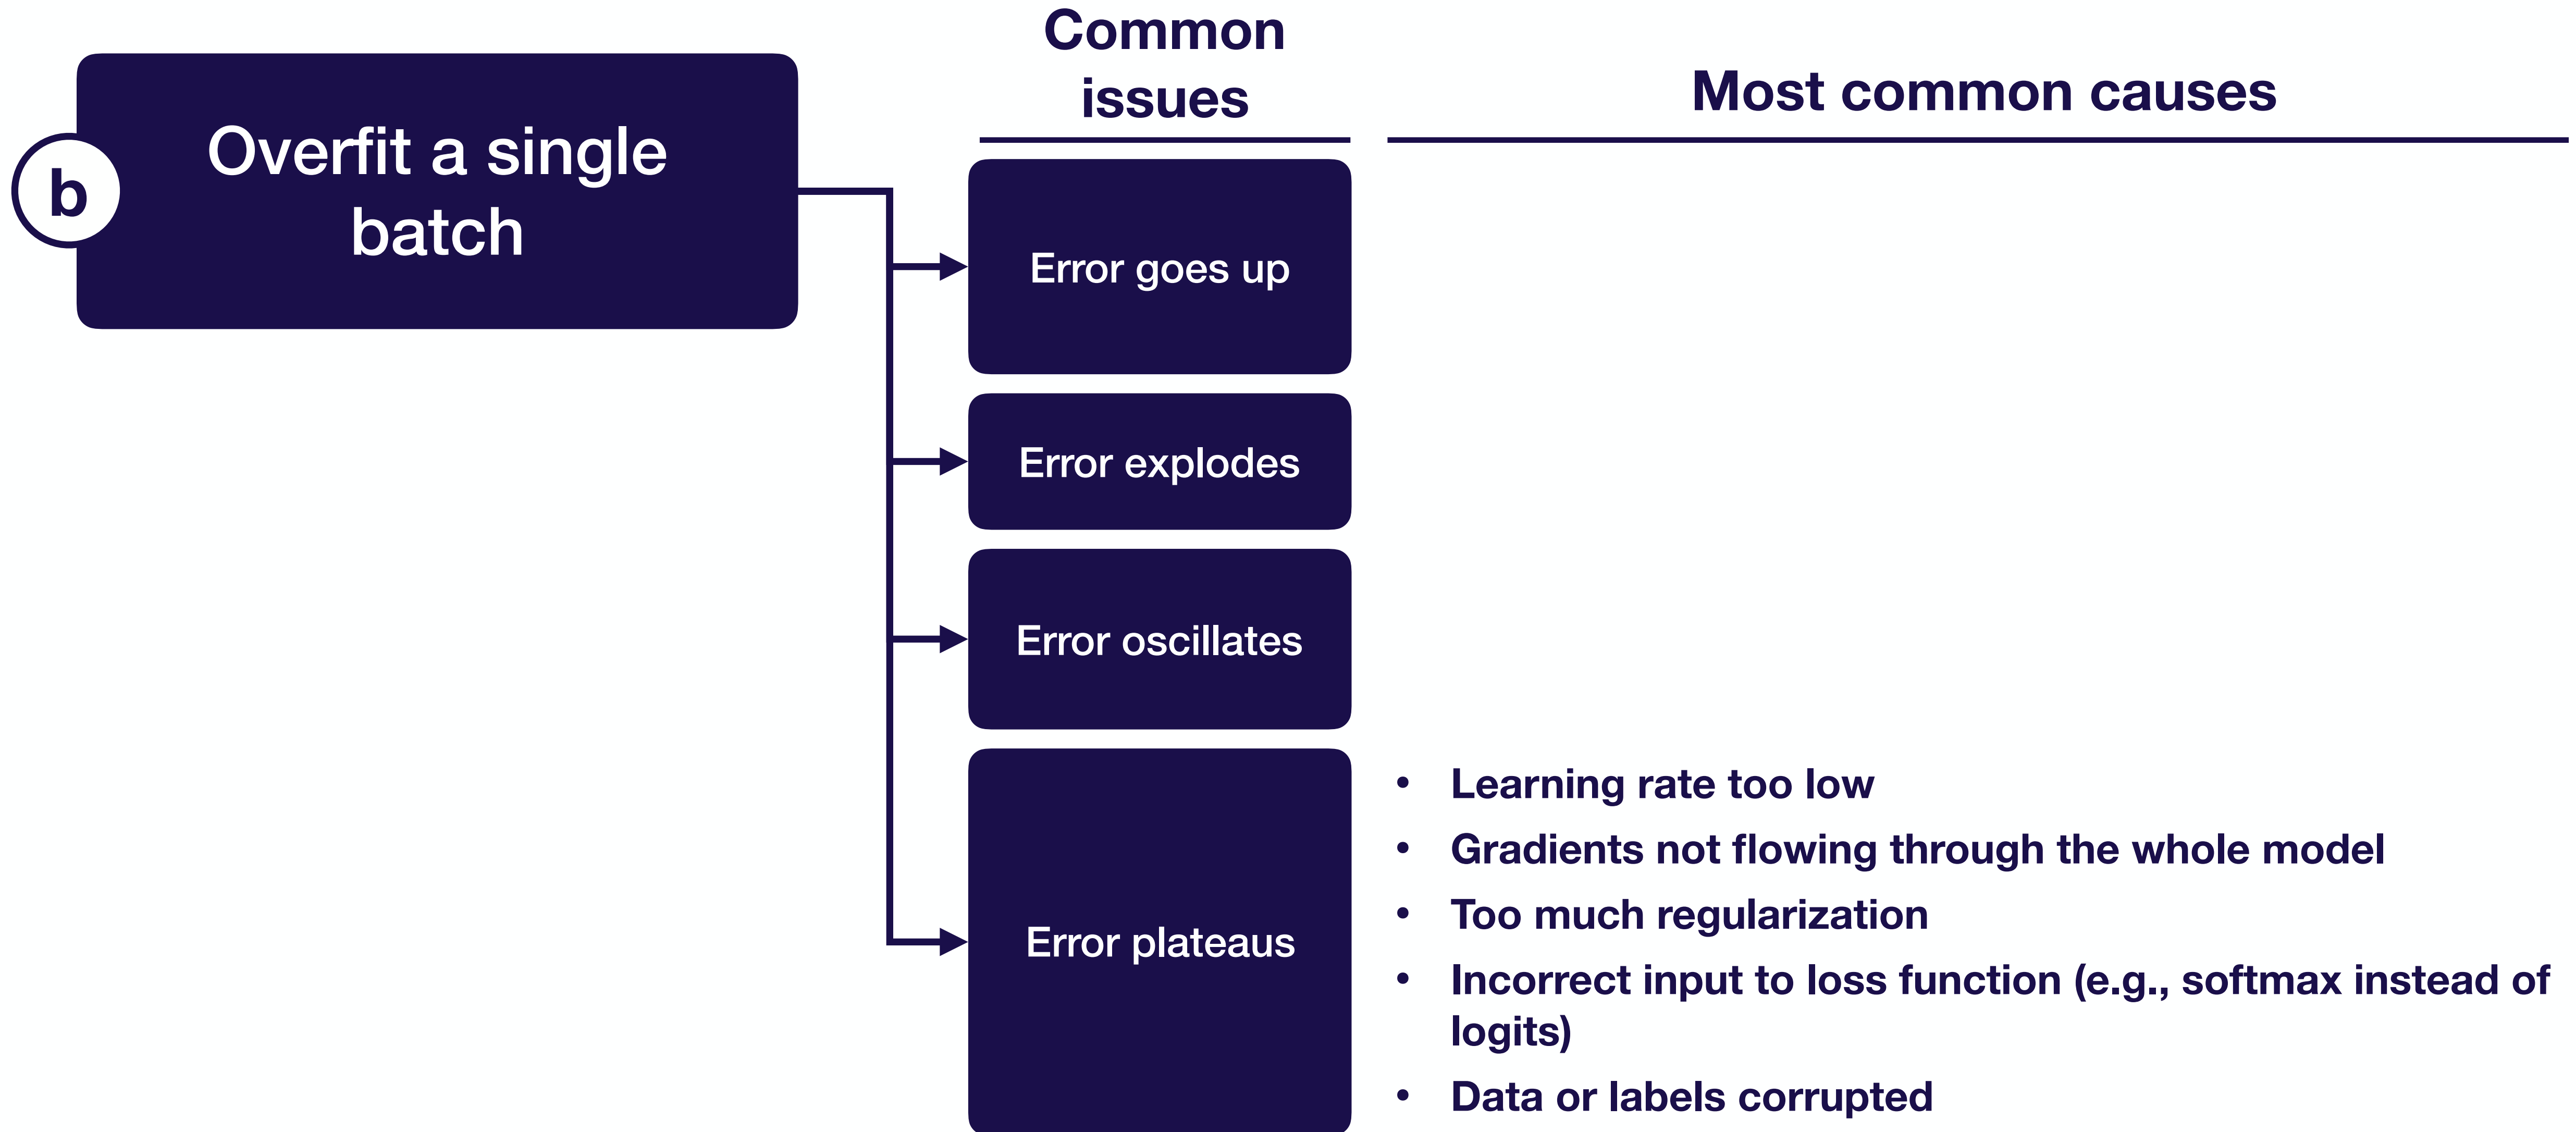 Common
issues
Most common causes
b
Overfit a single
batch
Error goes up
Error explodes
Error oscillates
Error plateaus
• Learning rate too low
• Gradients not flowing through the whole model
• Too much regularization
• Incorrect input to loss function (e.g., softmax instead of
logits)
• Data or labels corrupted